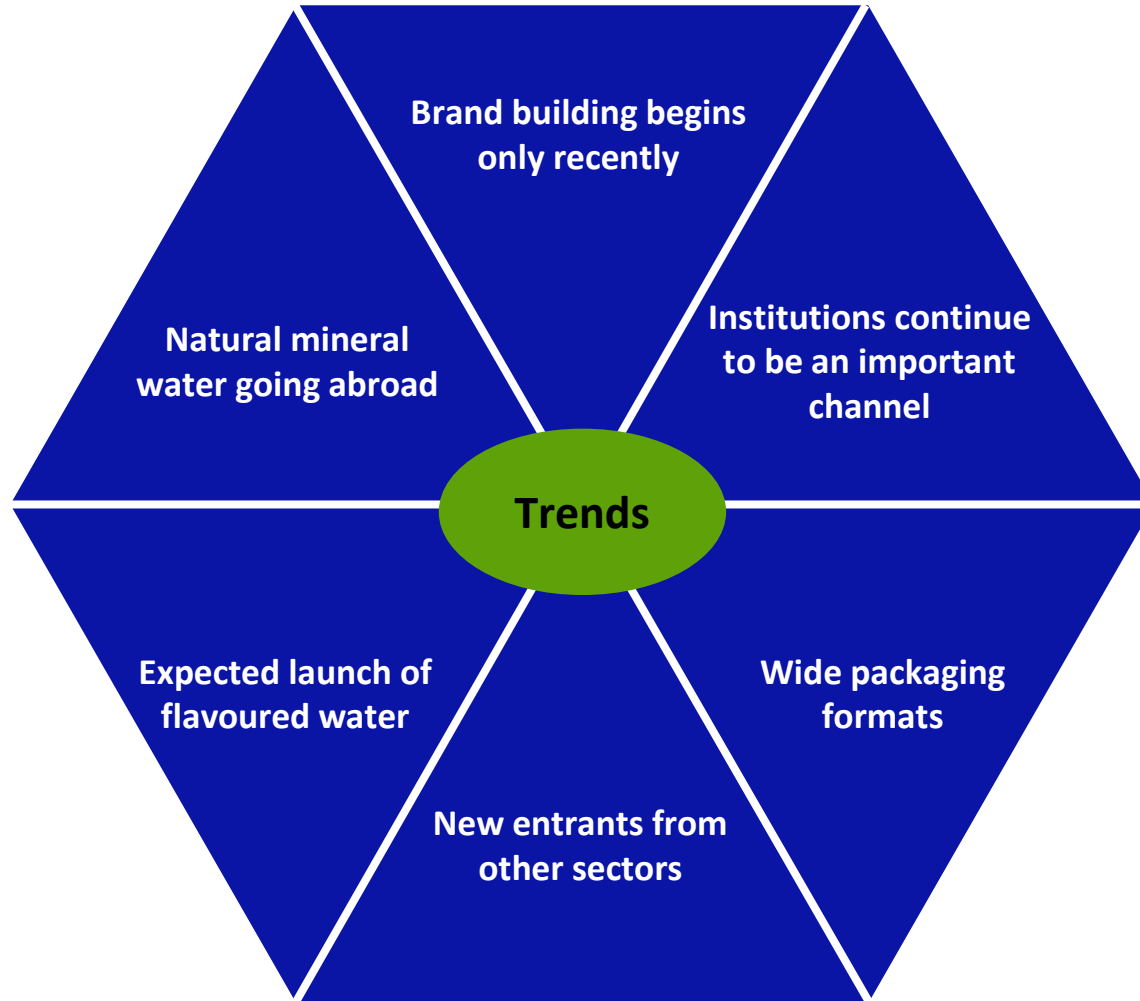 Brand building begins
only recently
Natural mineral
water going abroad
Institutions continue
to be an important
channel
Trends
Expected launch of
flavoured water
Wide packaging
formats
New entrants from
other sectors